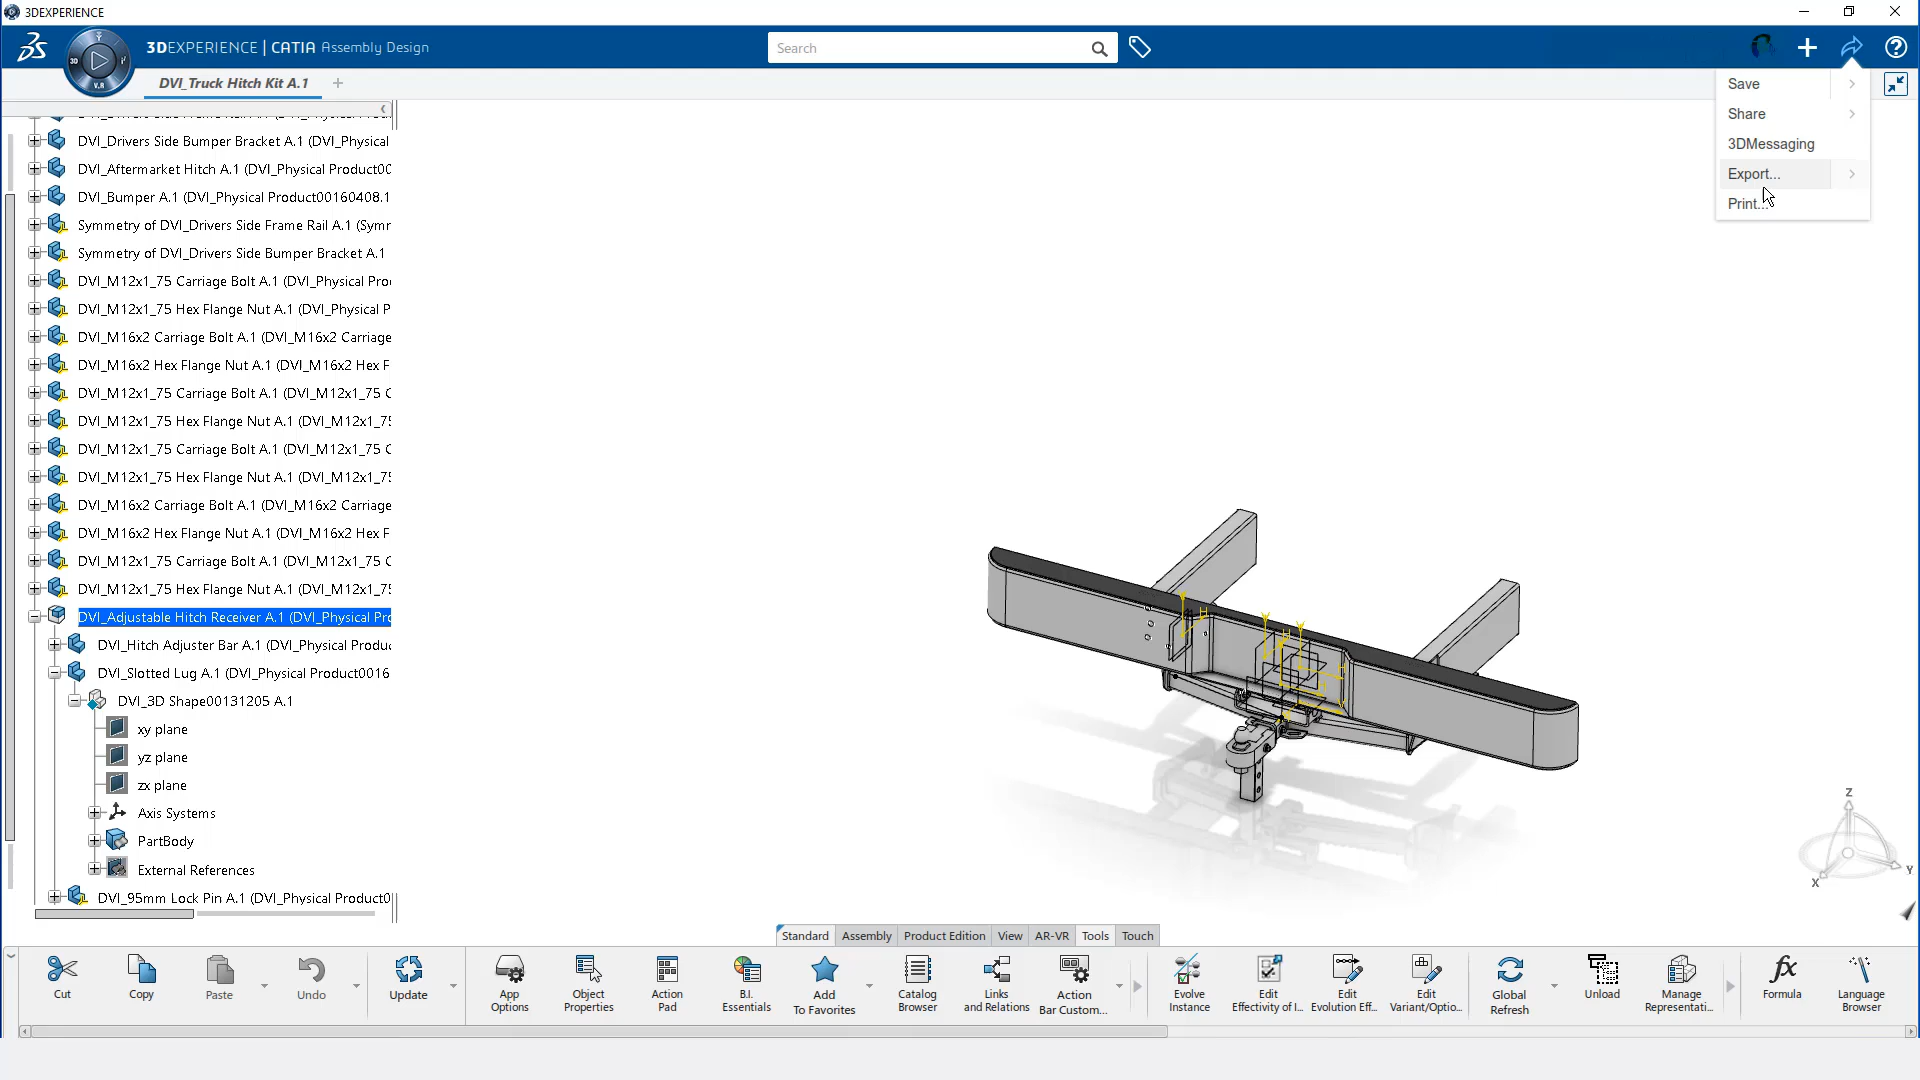 3DEXPERIENCE
3DEXPERIENCE | CATIA Assembly Design
Search
3D
V.R
DVI_Truck Hitch Kit A.1
Save
Share
3DMessaging
Export...
Print...
DVI_Drivers Side Bumper Bracket A.1 (DVI_Physical
DVI_Aftermarket Hitch A.1 (DVI_Physical Product00
DVI_Bumper A.1 (DVI_Physical Product00160408.1
Symmetry of DVI_Drivers Side Frame Rail A.1 (Symr
Symmetry of DVI_Drivers Side Bumper Bracket A.1
DVI_M12x1_75 Carriage Bolt A.1 (DVI_Physical Pro
DVI_M12x1_75 Hex Flange Nut A.1 (DVI_Physical P
DVI_M16x2 Carriage Bolt A.1 (DVI_M16x2 Carriage
DVI_M16x2 Hex Flange Nut A.1 (DVI_M16x2 Hex F
DVI_M12x1_75 Carriage Bolt A.1 (DVI_M12x1_75 C
DVI_M12x1_75 Hex Flange Nut A.1 (DVI_M12x1_75
DVI_M12x1_75 Carriage Bolt A.1 (DVI_M12x1_75 C
DVI_M12x1_75 Hex Flange Nut A.1 (DVI_M12x1_75
DVI_M16x2 Carriage Bolt A.1 (DVI_M16x2 Carriage
DVI_M16x2 Hex Flange Nut A.1 (DVI_M16x2 Hex F
DVI_M12x1_75 Carriage Bolt A.1 (DVI_M12x1_75 C
DVI_M12x1_75 Hex Flange Nut A.1 (DVI_M12x1_75
DVI_Adjustable Hitch Receiver A.1 (DVI_Physical Pro
DVI_Hitch Adjuster Bar A.1 (DVI_Physical Produc
DVI_Slotted Lug A.1 (DVI_Physical Product0016
DVI_3D Shape00131205 A.1
xy plane
yz plane
zx plane
Axis Systems
PartBody
External References
DVI_95mm Lock Pin A.1 (DVI_Physical Product0
Z
Y
X
Standard Assembly Product Edition View AR-VR Tools Touch
Cut
Copy
Paste
Undo
Update
App
Options
Object
Properties
Action
Pad
B.I.
Essentials
Add
To Favorites
Catalog
Browser
Links
and Relations
Action
Bar Custom...
Evolve
Instance
Edit
Effectivity of I...
Edit
Evolution Eff...
Edit
Variant/Optio...
Global
Refresh
Unload
Manage
Representati...
fx
Formula
Language
Browser